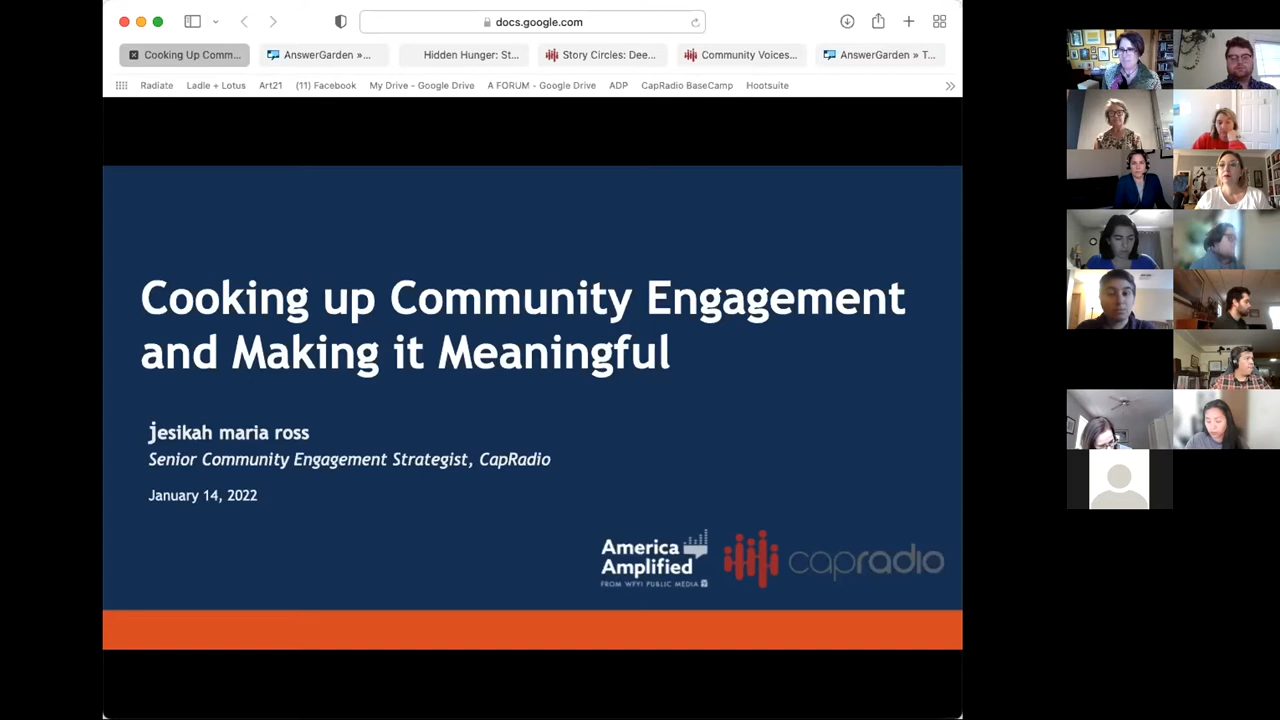 docs.google.com
Cooking Up Comm...
AnswerGarden »...
Hidden Hunger: St...
Story Circles: Dee...
Community Voices...
AnswerGarden » T...
Radiate
Ladle + Lotus
Art21
(11) Facebook
My Drive - Google Drive
A FORUM - Google Drive
ADP
CapRadio BaseCamp
Hootsuite
Cooking up Community Engagement
and Making it Meaningful
jesikah maria ross
Senior Community Engagement Strategist, CapRadio
January 14, 2022
America
Amplified
FROM WFYI PUBLIC MEDIA
capradio